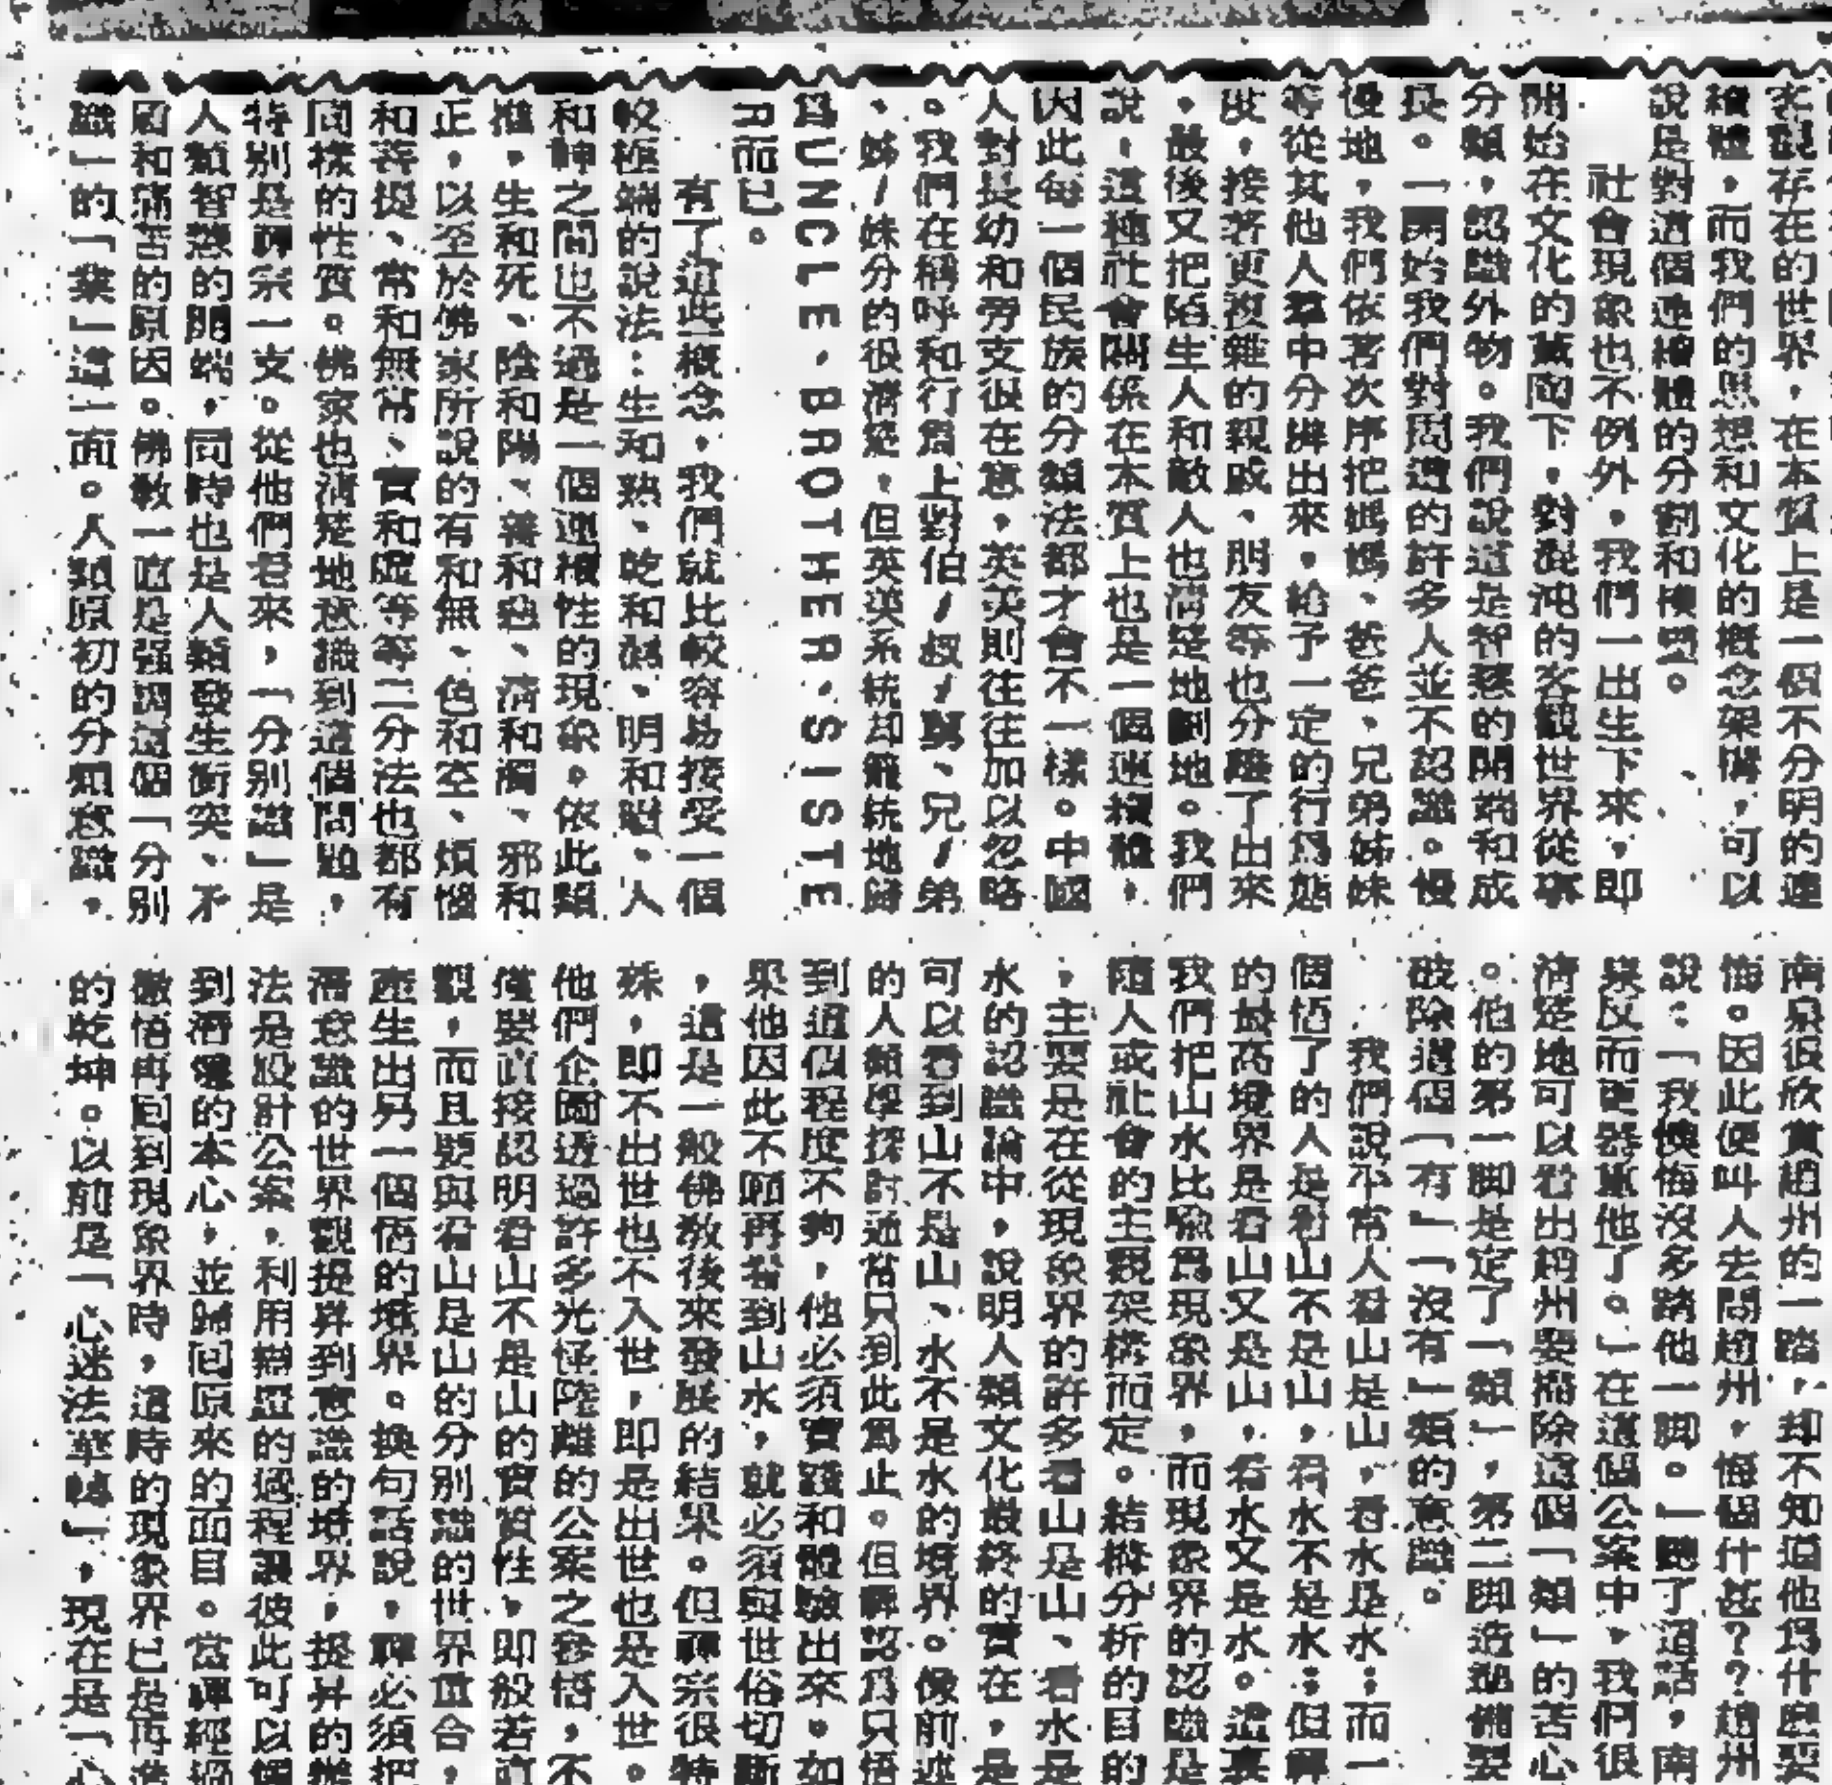 客觀存在的世界，在本質上是一個不分明的連
續體，而我們的思想和文化的概念架構，可以
說是對這個連續體的分割和模塑。
社會現象也不例外。我們一出生下來，即
開始在文化的薰陶下，對混沌的客觀世界從事
分類，認識外物。我們說這是智慧的開端和成
長。一開始我們對周遭的許多人並不認識。慢
慢地，我們依著次序把媽媽、爸爸、兄弟姊妹
等從其他人羣中分辨出來，給予一定的行爲姿
度，接著更複雜的親戚、朋友等也分離了出來
，最後又把陌生人和敵人也清楚地劃地。我們
說，這種社會關係在本質上也是一個連續體，
因此每一個民族的分類法都才會不一樣。中國
人對長幼和旁支很在意，英美則往往加以忽略
。我們在稱呼和行爲上對伯／叔／舅、兄／弟
、姊／妹分的很清楚，但英美系統却籠統地歸
爲UNCLE、BROTHER、SISTE
R而已。
有了這些概念，我們就比較容易接受一個
較極端的說法：生和熟、乾和濕、明和暗、人
和神之間也不過是一個連續性的現象。依此類
推，生和死、陰和陽、善和惡、清和濁、邪和
正，以至於佛家所說的有和無、色和空、煩惱
和菩提、常和無常、實和虛等等二分法也都有
同樣的性質。佛家也清楚地意識到這個問題，
特別是禪宗一支。從他們看來，「分別識」是
人類智慧的開端，同時也是人類發生衝突、矛
盾和痛苦的原因。佛教一直是强調這個「分別
識」的「業」這一面。人類原初的分類意識，
南泉很欣賞趙州的一踏，却不知道他爲什麽要
悔。因此便叫人去問趙州，悔個什甚？？趙州
說：「我懊悔沒多踏他一脚。」聽了這話，南
泉反而更器重他了。」在這個公案中，我們很
清楚地可以看出趙州要掃除這個「類」的苦心
。他的第一脚是定了「類」，第二脚造進備要
破除這個「有」「沒有」類的意識。
我們說平常人看山是山，看水是水；而一
個悟了的人是看山不是山，看水不是水；但禪
的最高境界是看山又是山，看水又是水。這裏
我們把山水比喩爲現象界，而現象界的認識是
隨人或社會的主觀架構而定。結構分析的目的
，主要是在從現象界的許多看山是山、看水是
水的認識論中，說明人類文化最終的實在，是
可以看到山不是山、水不是水的境界。像前述
的人類學探討通常只到此爲止。但禪認爲只悟
到這個程度不夠，他必須實踐和體驗出來。如
果他因此不願再看到山水，就必須與世俗切斷
，這是一般佛教後來發展的結果。但禪宗很特
殊，即不出世也不入世，即是出世也是入世。
他們企圖透過許多光怪陸離的公案之參悟，不
僅要直接認明看山不是山的實質性，即般若直
觀，而且要與看山是山的分別識的世界重合，
產生出另一個悟的境界。換句話說，禪必須把
潛意識的世界觀提昇到意識的境界，提昇的辦
法是設計公案，利用辯證的過程讓彼此可以體
到湛優的本心，並歸回原來的面目。當禪經過
徹悟再回到現象界時，這時的現象界已是再造
的乾坤。以前是「心迷法華轉」，現在是「心